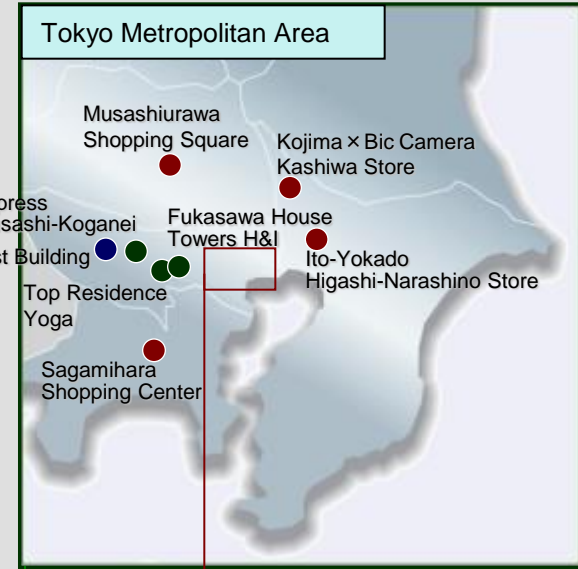 Tokyo Metropolitan Area
Musashiurawa
Shopping Square
Kojima × Bic Camera
Kashiwa Store
Fukasawa House
Towers H&I
Ito-Yokado
Higashi-Narashino Store
Building
Top Residence
Yoga
Sagamihara
Shopping Center